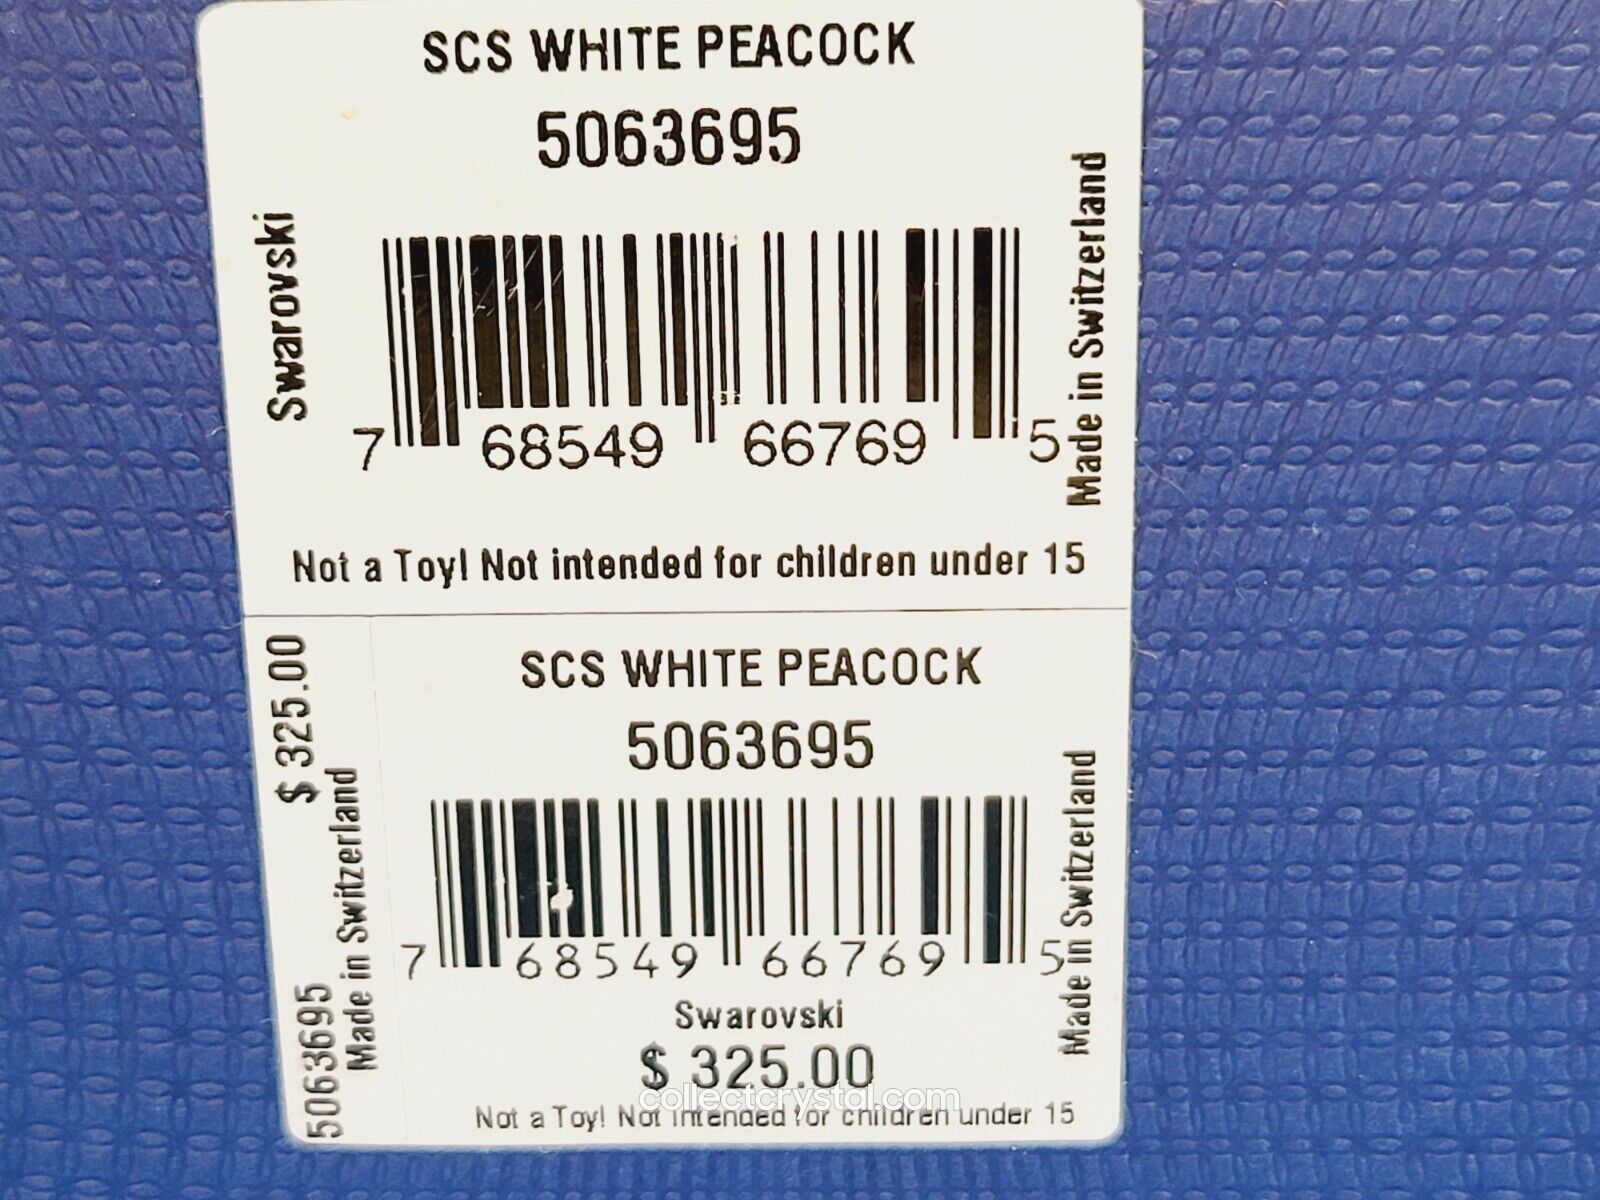 SCS WHITE PEACOCK
5063695
Swarovski
7 68549 66769 5
Made in Switzerland
Not a Toy! Not intended for children under 15
$ 325.00
5063695
Made in Switzerland
SCS WHITE PEACOCK
5063695
7 68549 66769 5
Made in Switzerland
Swarovski
$ 325.00
collectcrystal.com
Not a Toy! Not intended for children under 15